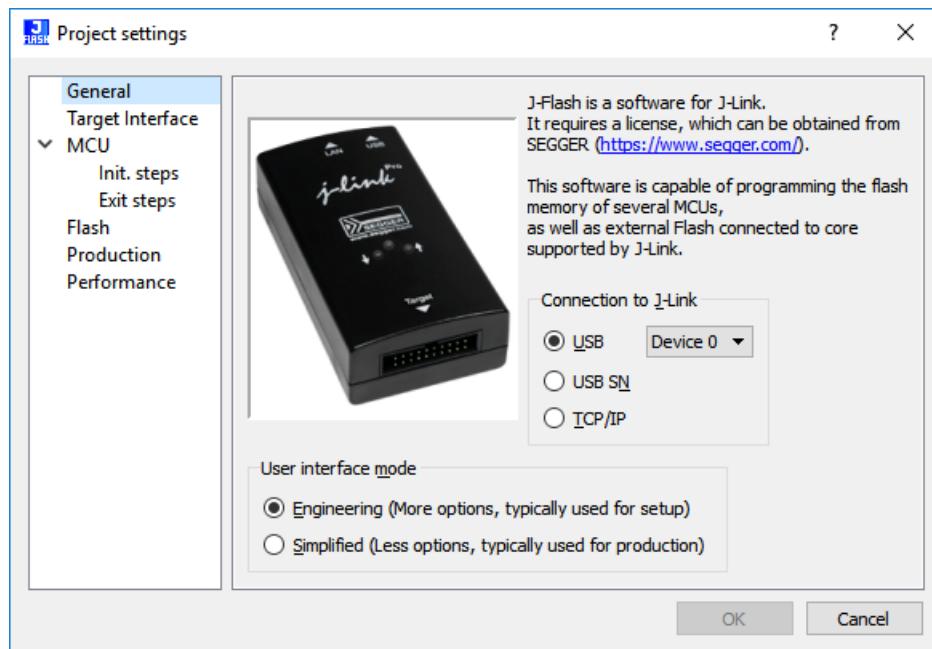 Project settings
General
Target Interface
MCU
Init. steps
Exit steps
Flash
Production
Performance
LAN USB
j-link Pro
SEGGER
www.segger.com
Target
J-Flash is a software for J-Link.
It requires a license, which can be obtained from
SEGGER (https://www.segger.com/).
This software is capable of programming the flash
memory of several MCUs,
as well as external Flash connected to core
supported by J-Link.
Connection to J-Link
USB Device 0
USB SN
TCP/IP
User interface mode
Engineering (More options, typically used for setup)
Simplified (Less options, typically used for production)
OK Cancel